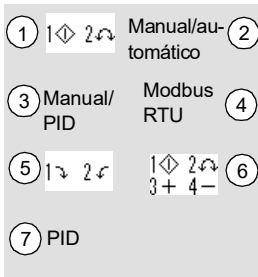 1 1 2 Manual/au- 2
tomático
3 Manual/ Modbus 4
PID RTU
5 1 2 1 2 6
3+ 4−
7 PID